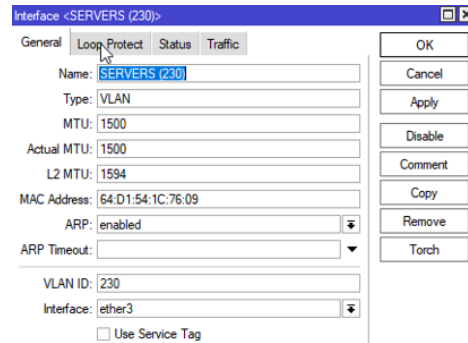 Interface <SERVERS (230)>
General Loop Protect Status Traffic
OK
Name: SERVERS (230)
Cancel
Type: VLAN
Apply
MTU: 1500
Actual MTU: 1500
Disable
L2 MTU: 1594
Comment
MAC Address: 64:D1:54:1C:76:09
Copy
ARP: enabled
Remove
ARP Timeout:
Torch
VLAN ID: 230
Interface: ether3
Use Service Tag